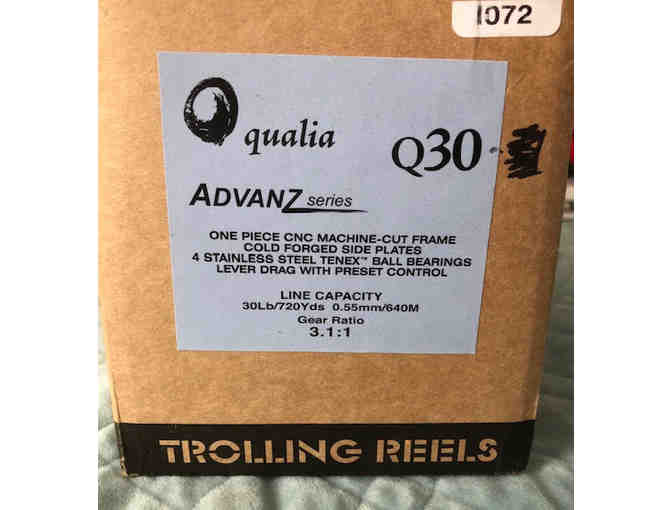 1072
qualia
Q30-
ADVANZ series
ONE PIECE CNC MACHINE-CUT FRAME
COLD FORGED SIDE PLATES
4 STAINLESS STEEL TENEX™ BALL BEARINGS
LEVER DRAG WITH PRESET CONTROL
LINE CAPACITY
30Lb/720Yds 0.55mm/640M
Gear Ratio
3.1:1
TROLLING REELS